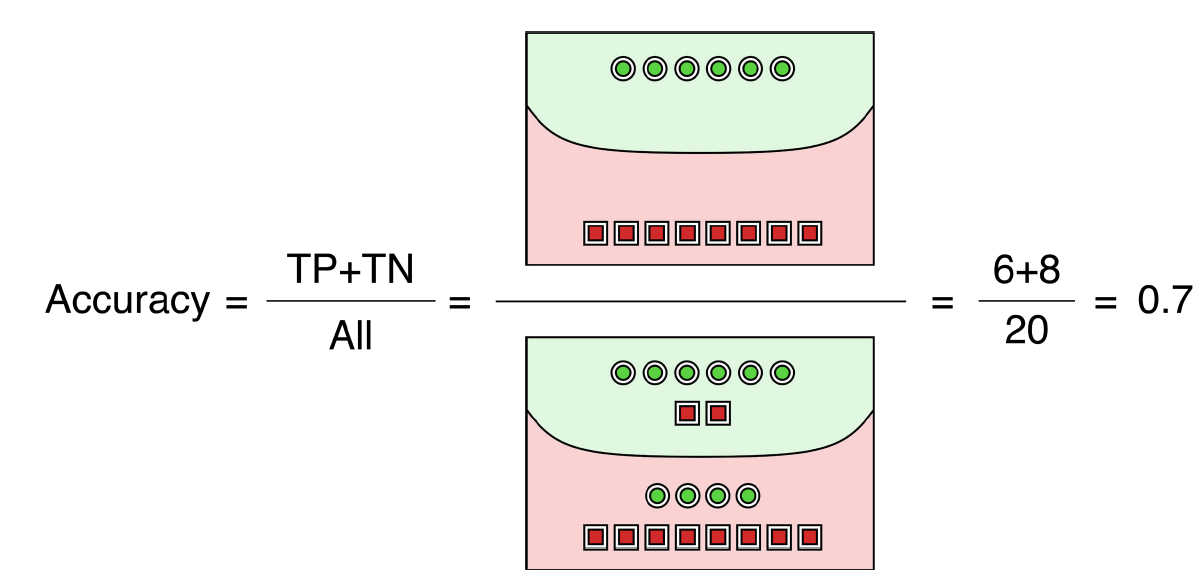 Accuracy = TP+TN / All = = 6+8 / 20 = 0.7